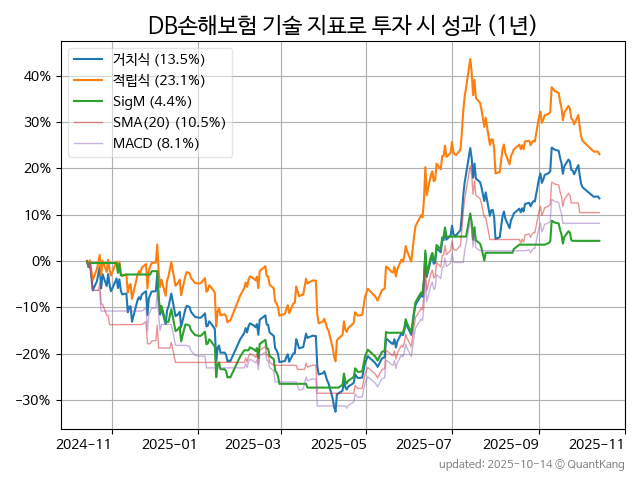 DB손해보험 기술 지표로 투자 시 성과 (1년)
거치식 (13.5%)
적립식 (23.1%)
SigM (4.4%)
SMA(20) (10.5%)
MACD (8.1%)
40%
30%
20%
10%
0%
−10%
−20%
−30%
2024-11 2025-01 2025-03 2025-05 2025-07 2025-09 2025-11
updated: 2025-10-14 © QuantKang